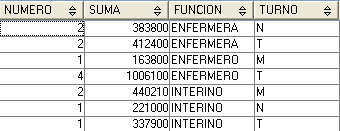 NUMERO SUMA FUNCION TURNO
2 383800 ENFERMERA N
2 412400 ENFERMERA T
1 163800 ENFERMERO M
4 1006100 ENFERMERO T
2 440210 INTERINO M
1 221000 INTERINO N
1 337900 INTERINO T